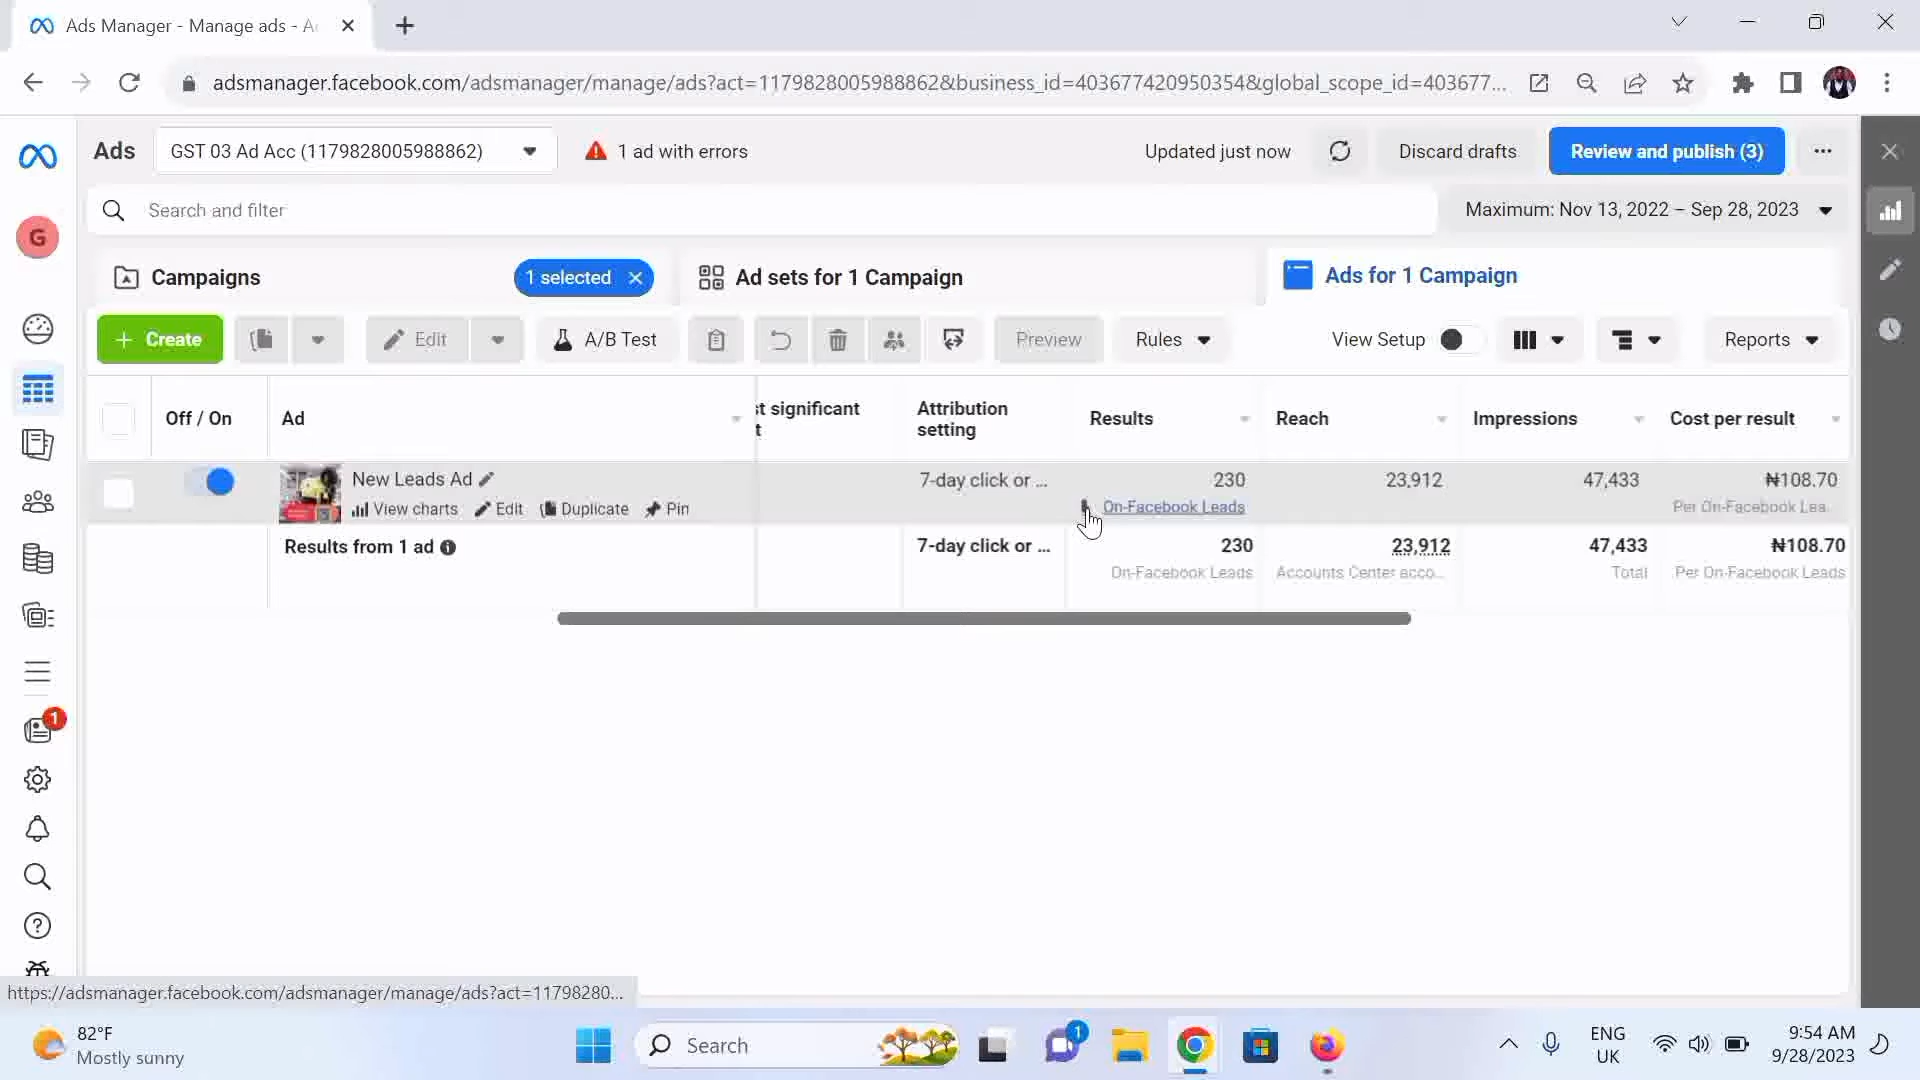 Ads Manager - Manage ads - A
adsmanager.facebook.com/adsmanager/manage/ads?act=1179828005988862&business_id=403677420950354&global_scope_id=403677...
Ads
GST 03 Ad Acc (1179828005988862)
1 ad with errors
Updated just now
Discard drafts
Review and publish (3)
G
Search and filter
Maximum: Nov 13, 2022 – Sep 28, 2023
Campaigns
1 selected
Ad sets for 1 Campaign
Ads for 1 Campaign
Create
Edit
A/B Test
Preview
Rules
View Setup
Reports
Off / On
Ad
st significant
t
Attribution
setting
Results
Reach
Impressions
Cost per result
New Leads Ad
7-day click or ...
230
23,912
47,433
₦108.70
View charts
Edit
Duplicate
Pin
On-Facebook Leads
Per On-Facebook Lea...
Results from 1 ad
7-day click or ...
230
23,912
47,433
₦108.70
On-Facebook Leads
Accounts Center acco...
Total
Per On-Facebook Leads
1
https://adsmanager.facebook.com/adsmanager/manage/ads?act=11798280...
82°F
Mostly sunny
Search
1
ENG
UK
9:54 AM
9/28/2023